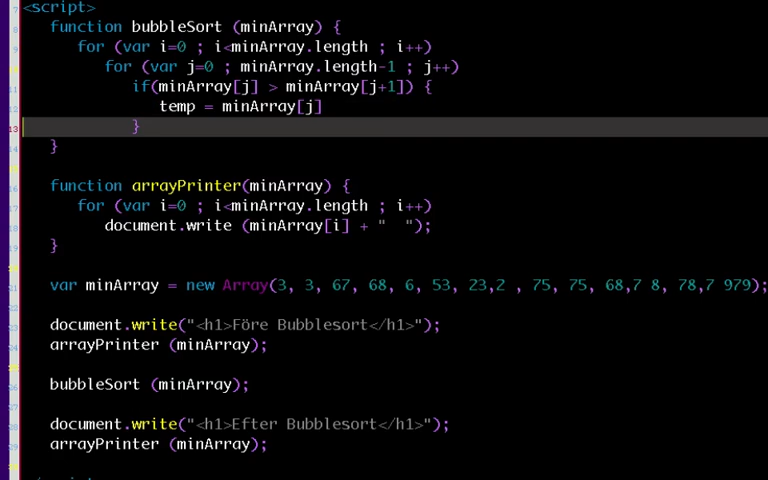 <script>
function bubbleSort (minArray) {
for (var i=0 ; i<minArray.length ; i++)
for (var j=0 ; minArray.length-1 ; j++)
if(minArray[j] > minArray[j+1]) {
temp = minArray[j]
13 }
}
function arrayPrinter(minArray) {
for (var i=0 ; i<minArray.length ; i++)
document.write (minArray[i] + "  ");
}
var minArray = new Array(3, 3, 67, 68, 6, 53, 23,2 , 75, 75, 68,7 8, 78,7 979);
document.write("<h1>Före Bubblesort</h1>");
arrayPrinter (minArray);
bubbleSort (minArray);
document.write("<h1>Efter Bubblesort</h1>");
arrayPrinter (minArray);